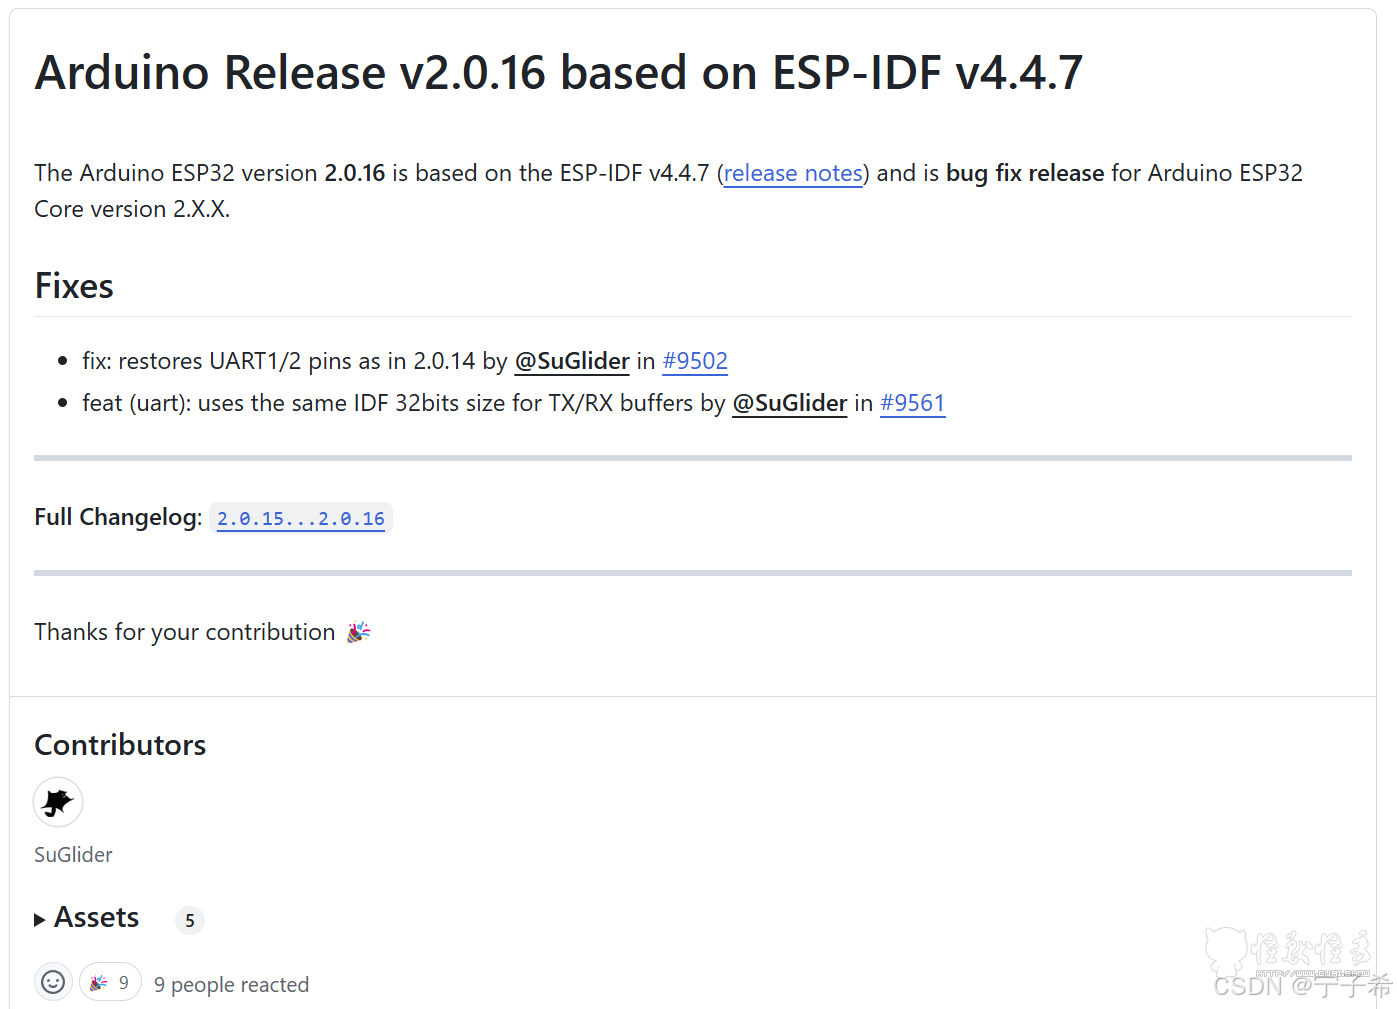 Arduino Release v2.0.16 based on ESP-IDF v4.4.7
The Arduino ESP32 version 2.0.16 is based on the ESP-IDF v4.4.7 (release notes) and is bug fix release for Arduino ESP32
Core version 2.X.X.
Fixes
fix: restores UART1/2 pins as in 2.0.14 by @SuGlider in #9502
feat (uart): uses the same IDF 32bits size for TX/RX buffers by @SuGlider in #9561
Full Changelog: 2.0.15...2.0.16
Thanks for your contribution 🎉
Contributors
SuGlider
Assets 5
🎉 9 9 people reacted
CSDN @宁子希